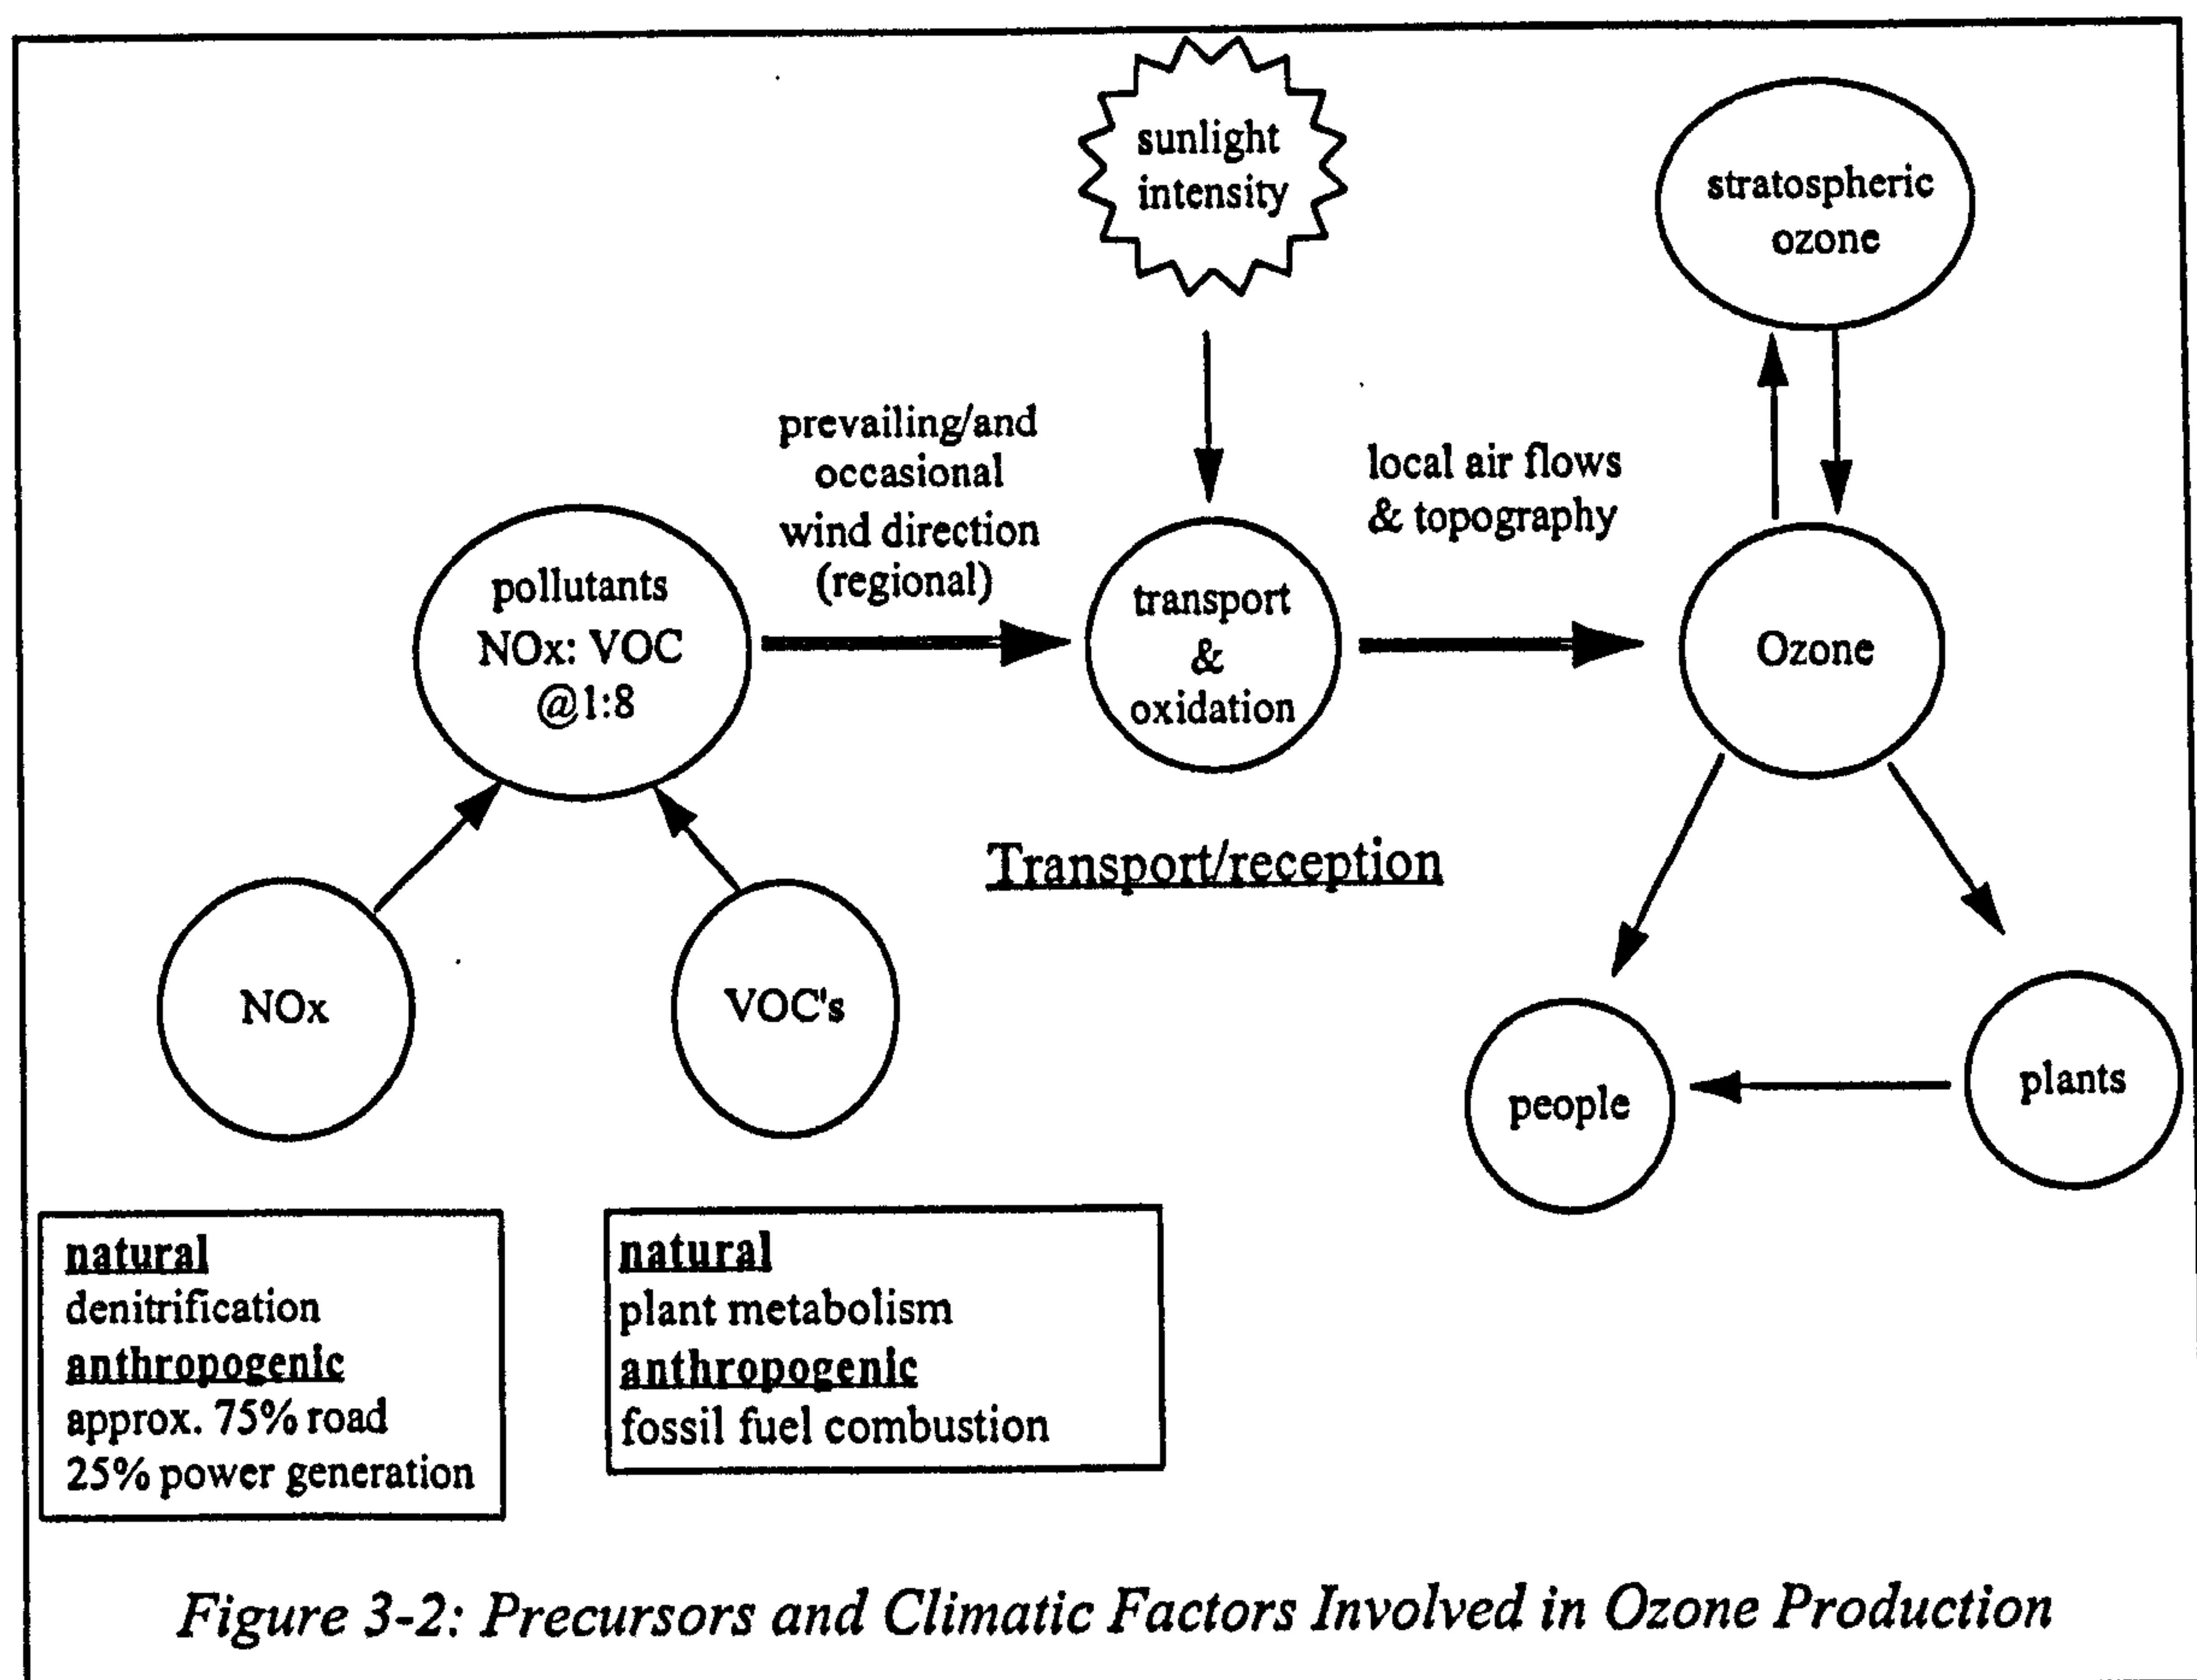 sunlight
intensity
stratospheric
ozone
prevailing/and
occasional
wind direction
(regional)
local air flows
& topography
pollutants
NOx: VOC
@1:8
transport
&
oxidation
Ozone
Transport/reception
NOx
VOC's
people
plants
natural
denitrification
anthropogenic
approx. 75% road
25% power generation
natural
plant metabolism
anthropogenic
fossil fuel combustion
Figure 3-2: Precursors and Climatic Factors Involved in Ozone Production